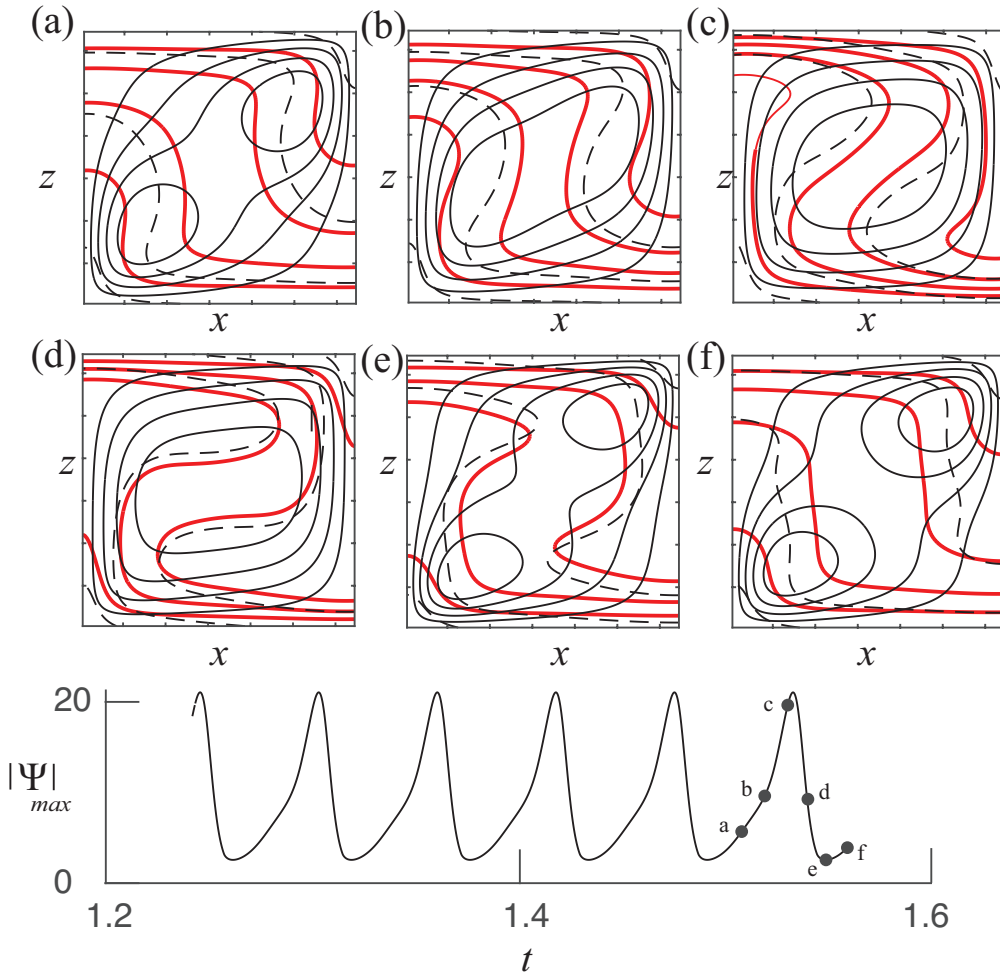 (a) (b) (c)
z z z
x x x
(d) (e) (f)
z z z
x x x
20
c
|Ψ|max
b d
a
f
e
0
1.2 1.4 1.6
t